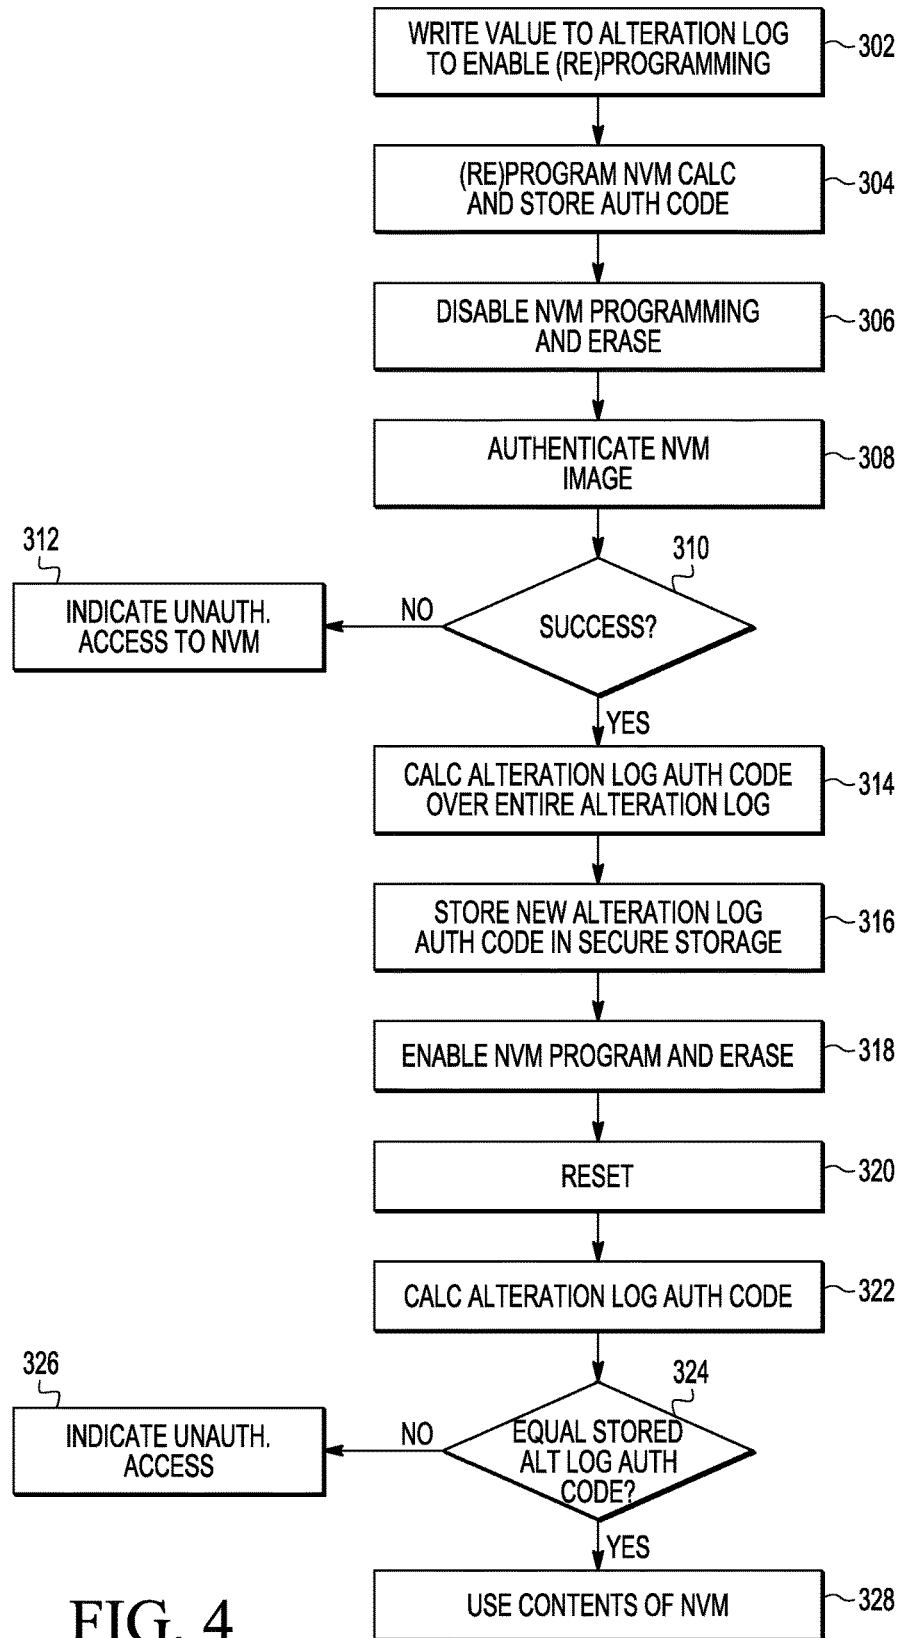 WRITE VALUE TO ALTERATION LOG
TO ENABLE (RE)PROGRAMMING
302
(RE)PROGRAM NVM CALC
AND STORE AUTH CODE
304
DISABLE NVM PROGRAMMING
AND ERASE
306
AUTHENTICATE NVM
IMAGE
308
310
SUCCESS?
NO
312
INDICATE UNAUTH.
ACCESS TO NVM
YES
CALC ALTERATION LOG AUTH CODE
OVER ENTIRE ALTERATION LOG
314
STORE NEW ALTERATION LOG
AUTH CODE IN SECURE STORAGE
316
ENABLE NVM PROGRAM AND ERASE
318
RESET
320
CALC ALTERATION LOG AUTH CODE
322
324
EQUAL STORED
ALT LOG AUTH
CODE?
NO
326
INDICATE UNAUTH.
ACCESS
YES
USE CONTENTS OF NVM
328
FIG. 4